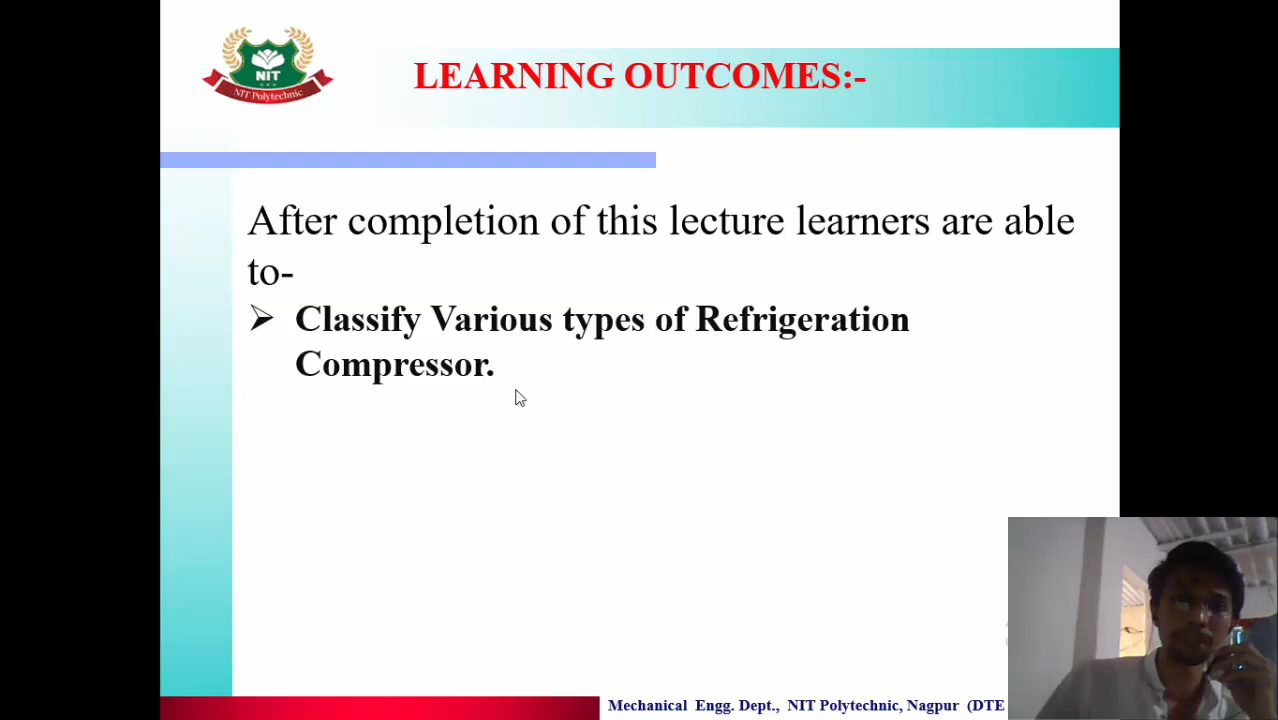 NIT
NIT Polytechnic
LEARNING OUTCOMES:-
After completion of this lecture learners are able
to-
Classify Various types of Refrigeration
Compressor.
Mechanical Engg. Dept., NIT Polytechnic, Nagpur (DTE